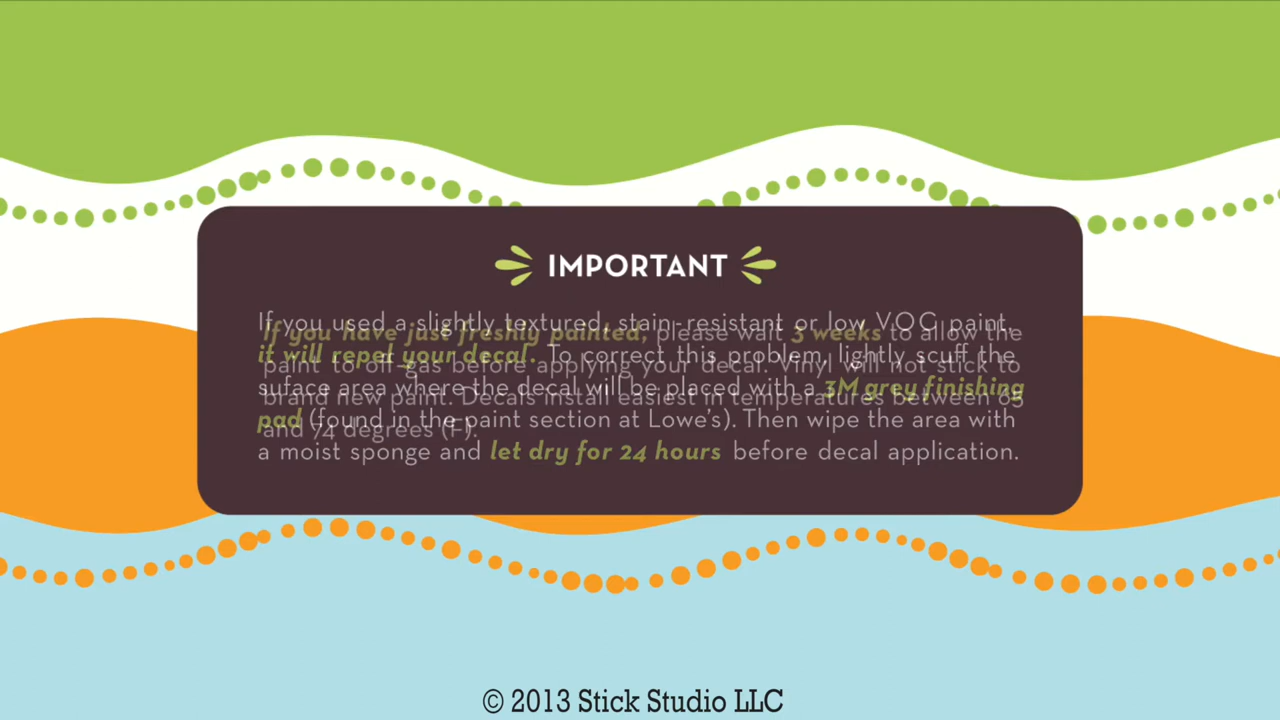 IMPORTANT
If you used a slightly textured, stain-resistant or low VOC paint,
it will repel your decal. To correct this problem, lightly scuff the
suface area where the decal will be placed with a 3M grey finishing
pad (found in the paint section at Lowe's). Then wipe the area with
a moist sponge and let dry for 24 hours before decal application.
If you have just freshly painted, please wait 3 weeks to allow the
paint to off-gas before applying your decal. Vinyl will not stick to
brand new paint. Decals install easiest in temperatures between 65
and 74 degrees (F).
© 2013 Stick Studio LLC